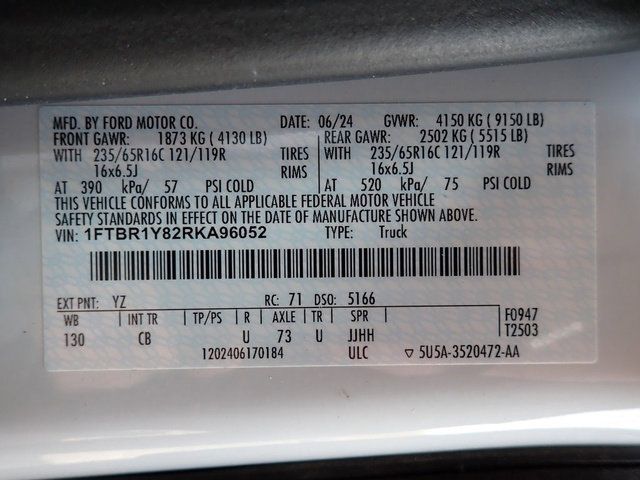 MFD. BY FORD MOTOR CO. DATE: 06/24 GVWR: 4150 KG ( 9150 LB)
FRONT GAWR: 1873 KG ( 4130 LB) REAR GAWR: 2502 KG ( 5515 LB)
WITH 235/65R16C 121/119R TIRES WITH 235/65R16C 121/119R TIRES
16x6.5J RIMS 16x6.5J RIMS
AT 390 kPa/ 57 PSI COLD AT 520 kPa/ 75 PSI COLD
THIS VEHICLE CONFORMS TO ALL APPLICABLE FEDERAL MOTOR VEHICLE
SAFETY STANDARDS IN EFFECT ON THE DATE OF MANUFACTURE SHOWN ABOVE.
VIN: 1FTBR1Y82RKA96052 TYPE: Truck
EXT PNT: YZ RC: 71 DSO: 5166
WB INT TR TP/PS R AXLE TR SPR F0947
130 CB U 73 U JJHH T2503
1202406170184 ULC ▽ 5U5A-3520472-AA